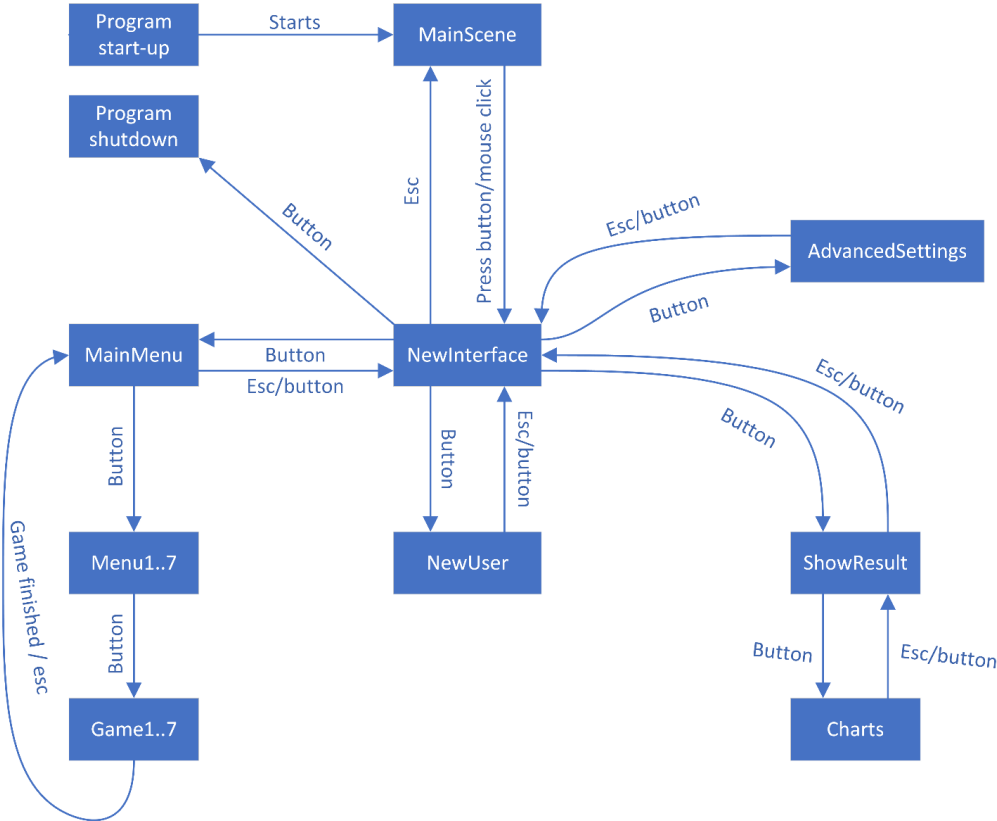 Program
start-up
Starts
MainScene
Program
shutdown
Button
Esc
Press button/mouse click
Esc/button
AdvancedSettings
Button
MainMenu
Button
Esc/button
NewInterface
Esc/button
Button
Button
Button
Esc/button
Game finished / esc
Menu1..7
NewUser
ShowResult
Button
Button
Esc/button
Game1..7
Charts